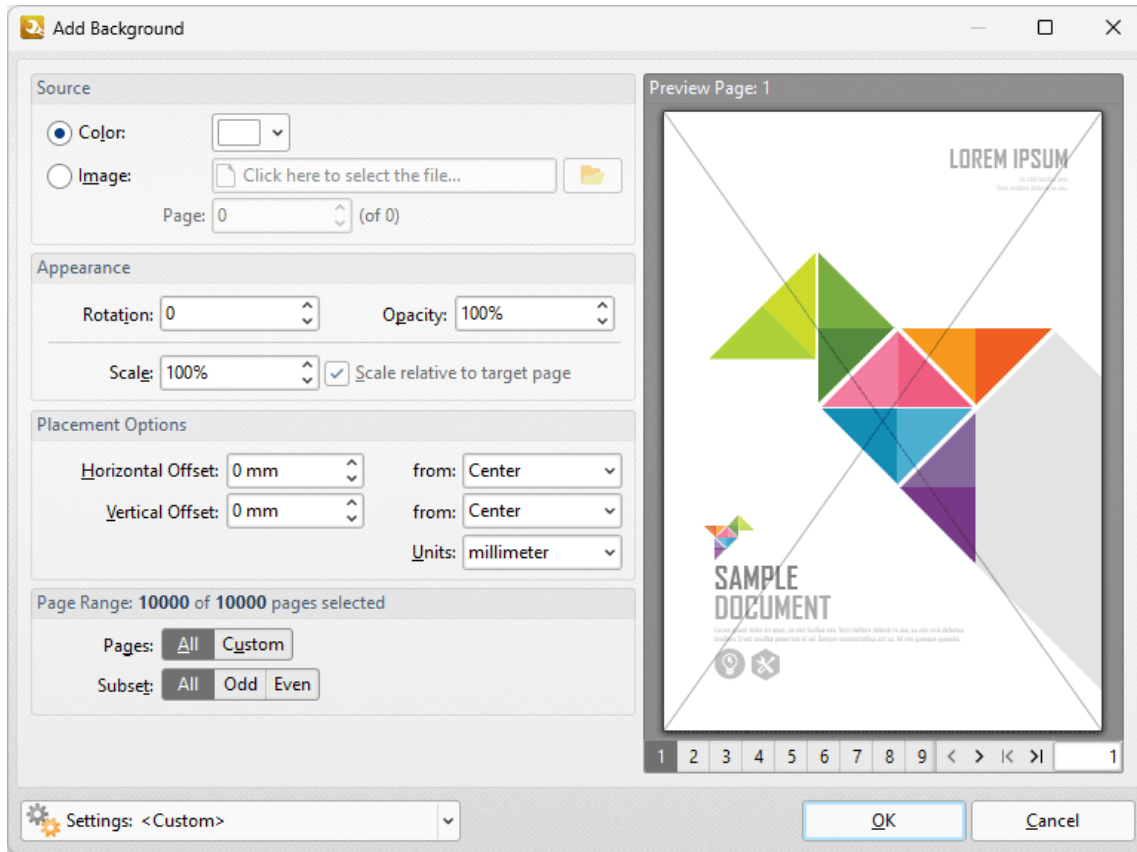 Add Background
Source
Color:
Image: Click here to select the file...
Page: 0 (of 0)
Appearance
Rotation: 0 Opacity: 100%
Scale: 100% Scale relative to target page
Placement Options
Horizontal Offset: 0 mm from: Center
Vertical Offset: 0 mm from: Center
Units: millimeter
Page Range: 10000 of 10000 pages selected
Pages: All Custom
Subset: All Odd Even
Preview Page: 1
LOREM IPSUM
SAMPLE
DOCUMENT
1 2 3 4 5 6 7 8 9 1
Settings: <Custom>
OK Cancel